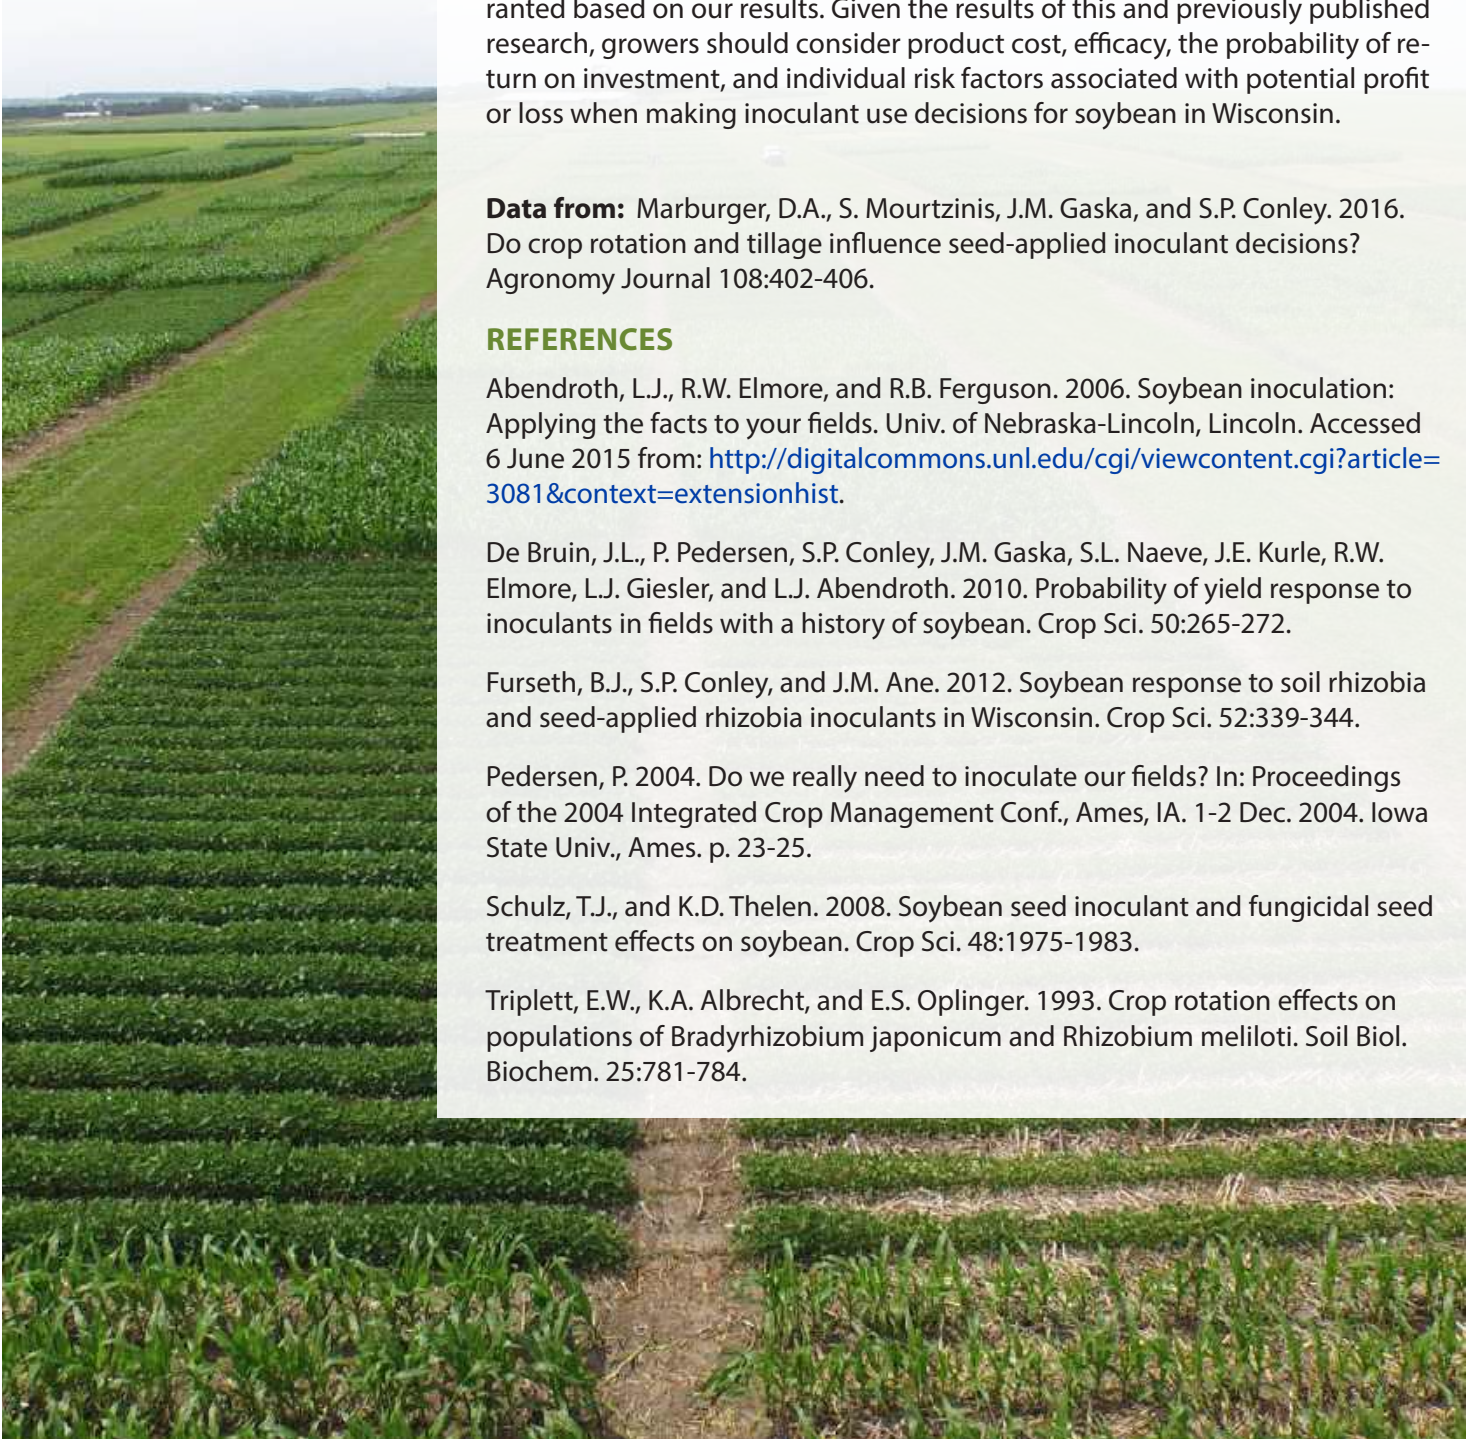 ranted based on our results. Given the results of this and previously published
research, growers should consider product cost, efficacy, the probability of re-
turn on investment, and individual risk factors associated with potential profit
or loss when making inoculant use decisions for soybean in Wisconsin.
Data from: Marburger, D.A., S. Mourtzinis, J.M. Gaska, and S.P. Conley. 2016.
Do crop rotation and tillage influence seed-applied inoculant decisions?
Agronomy Journal 108:402-406.
REFERENCES
Abendroth, L.J., R.W. Elmore, and R.B. Ferguson. 2006. Soybean inoculation:
Applying the facts to your fields. Univ. of Nebraska-Lincoln, Lincoln. Accessed
6 June 2015 from: http://digitalcommons.unl.edu/cgi/viewcontent.cgi?article=
3081&context=extensionhist.
De Bruin, J.L., P. Pedersen, S.P. Conley, J.M. Gaska, S.L. Naeve, J.E. Kurle, R.W.
Elmore, L.J. Giesler, and L.J. Abendroth. 2010. Probability of yield response to
inoculants in fields with a history of soybean. Crop Sci. 50:265-272.
Furseth, B.J., S.P. Conley, and J.M. Ane. 2012. Soybean response to soil rhizobia
and seed-applied rhizobia inoculants in Wisconsin. Crop Sci. 52:339-344.
Pedersen, P. 2004. Do we really need to inoculate our fields? In: Proceedings
of the 2004 Integrated Crop Management Conf., Ames, IA. 1-2 Dec. 2004. Iowa
State Univ., Ames. p. 23-25.
Schulz, T.J., and K.D. Thelen. 2008. Soybean seed inoculant and fungicidal seed
treatment effects on soybean. Crop Sci. 48:1975-1983.
Triplett, E.W., K.A. Albrecht, and E.S. Oplinger. 1993. Crop rotation effects on
populations of Bradyrhizobium japonicum and Rhizobium meliloti. Soil Biol.
Biochem. 25:781-784.